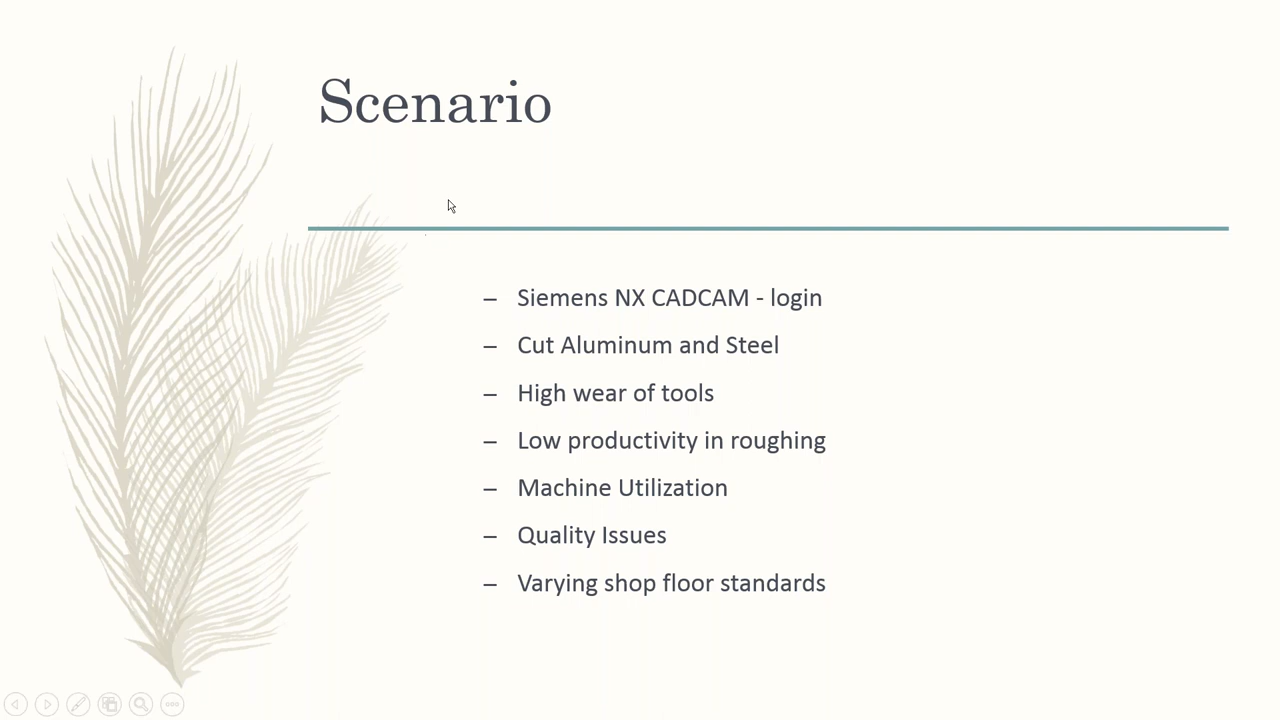 Scenario
– Siemens NX CADCAM - login
– Cut Aluminum and Steel
– High wear of tools
– Low productivity in roughing
– Machine Utilization
– Quality Issues
– Varying shop floor standards